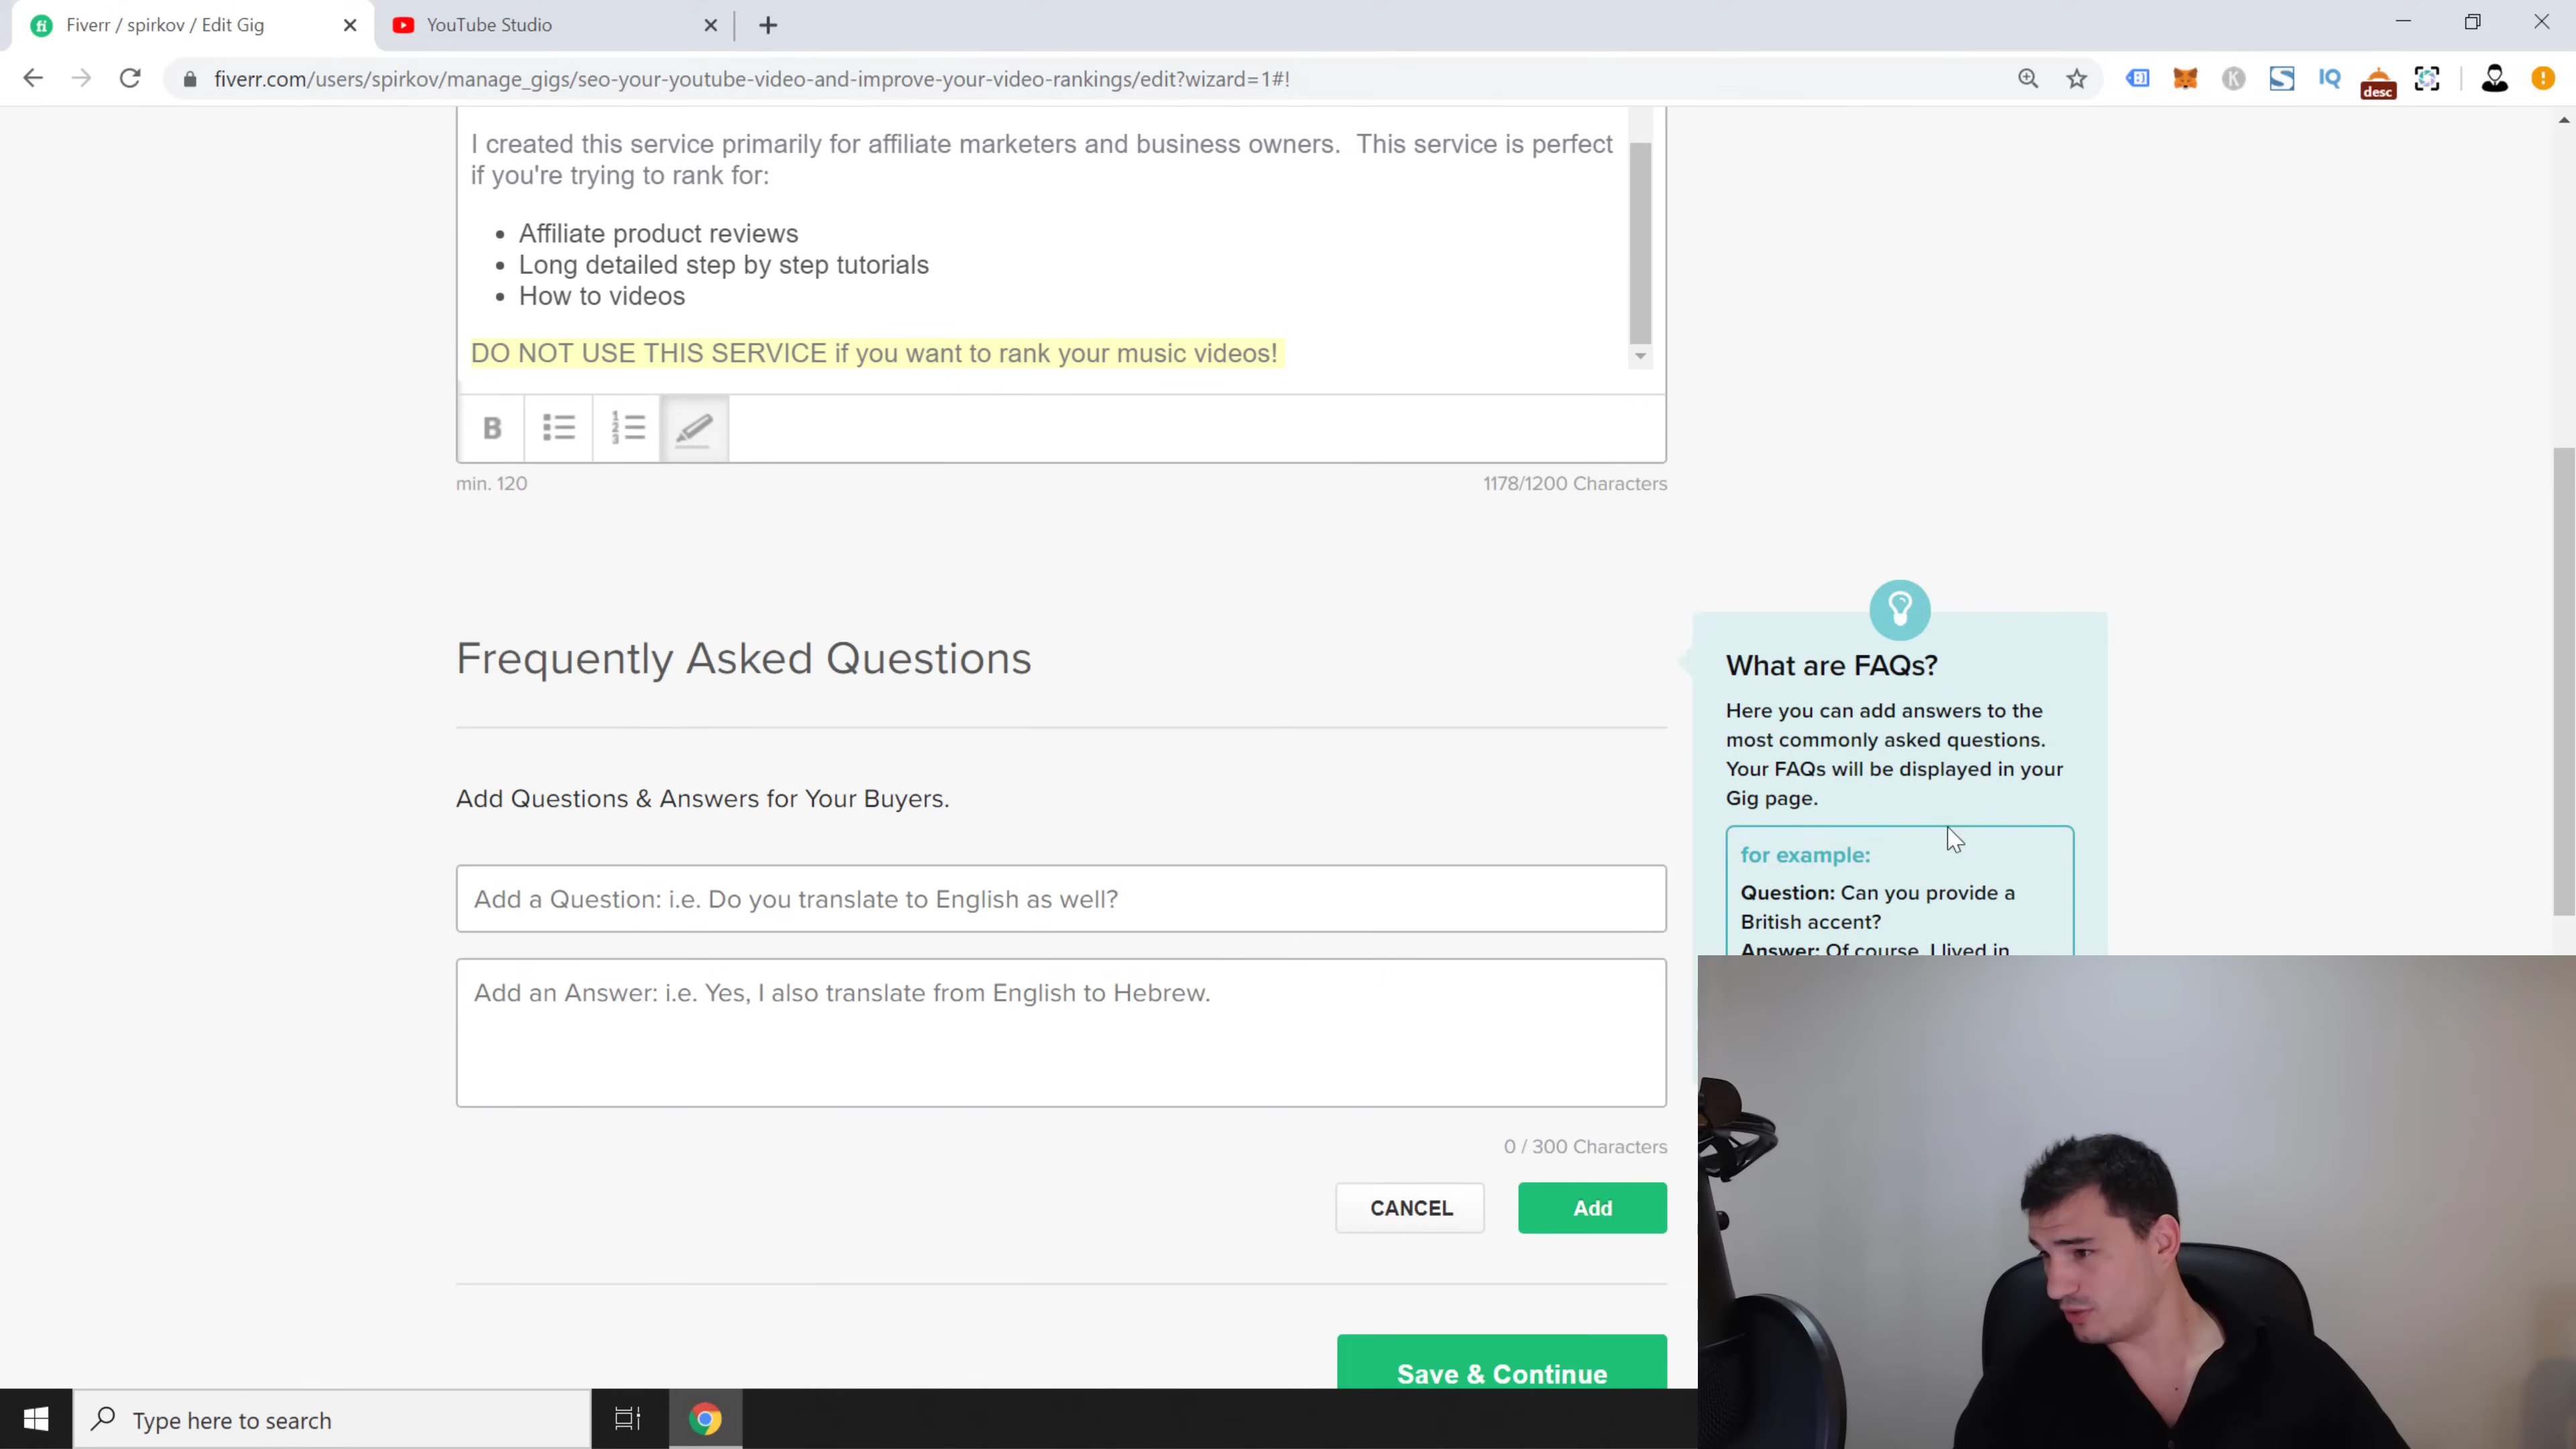 Fiverr / spirkov / Edit Gig
YouTube Studio
fiverr.com/users/spirkov/manage_gigs/seo-your-youtube-video-and-improve-your-video-rankings/edit?wizard=1#!
K
S
IQ
desc
I created this service primarily for affiliate marketers and business owners.  This service is perfect
if you're trying to rank for:
• Affiliate product reviews
• Long detailed step by step tutorials
• How to videos
DO NOT USE THIS SERVICE if you want to rank your music videos!
B
min. 120
1178/1200 Characters
Frequently Asked Questions
Add Questions & Answers for Your Buyers.
Add a Question: i.e. Do you translate to English as well?
Add an Answer: i.e. Yes, I also translate from English to Hebrew.
0 / 300 Characters
CANCEL
Add
Save & Continue
What are FAQs?
Here you can add answers to the
most commonly asked questions.
Your FAQs will be displayed in your
Gig page.
for example:
Question: Can you provide a
British accent?
Answer: Of course, I lived in
Type here to search